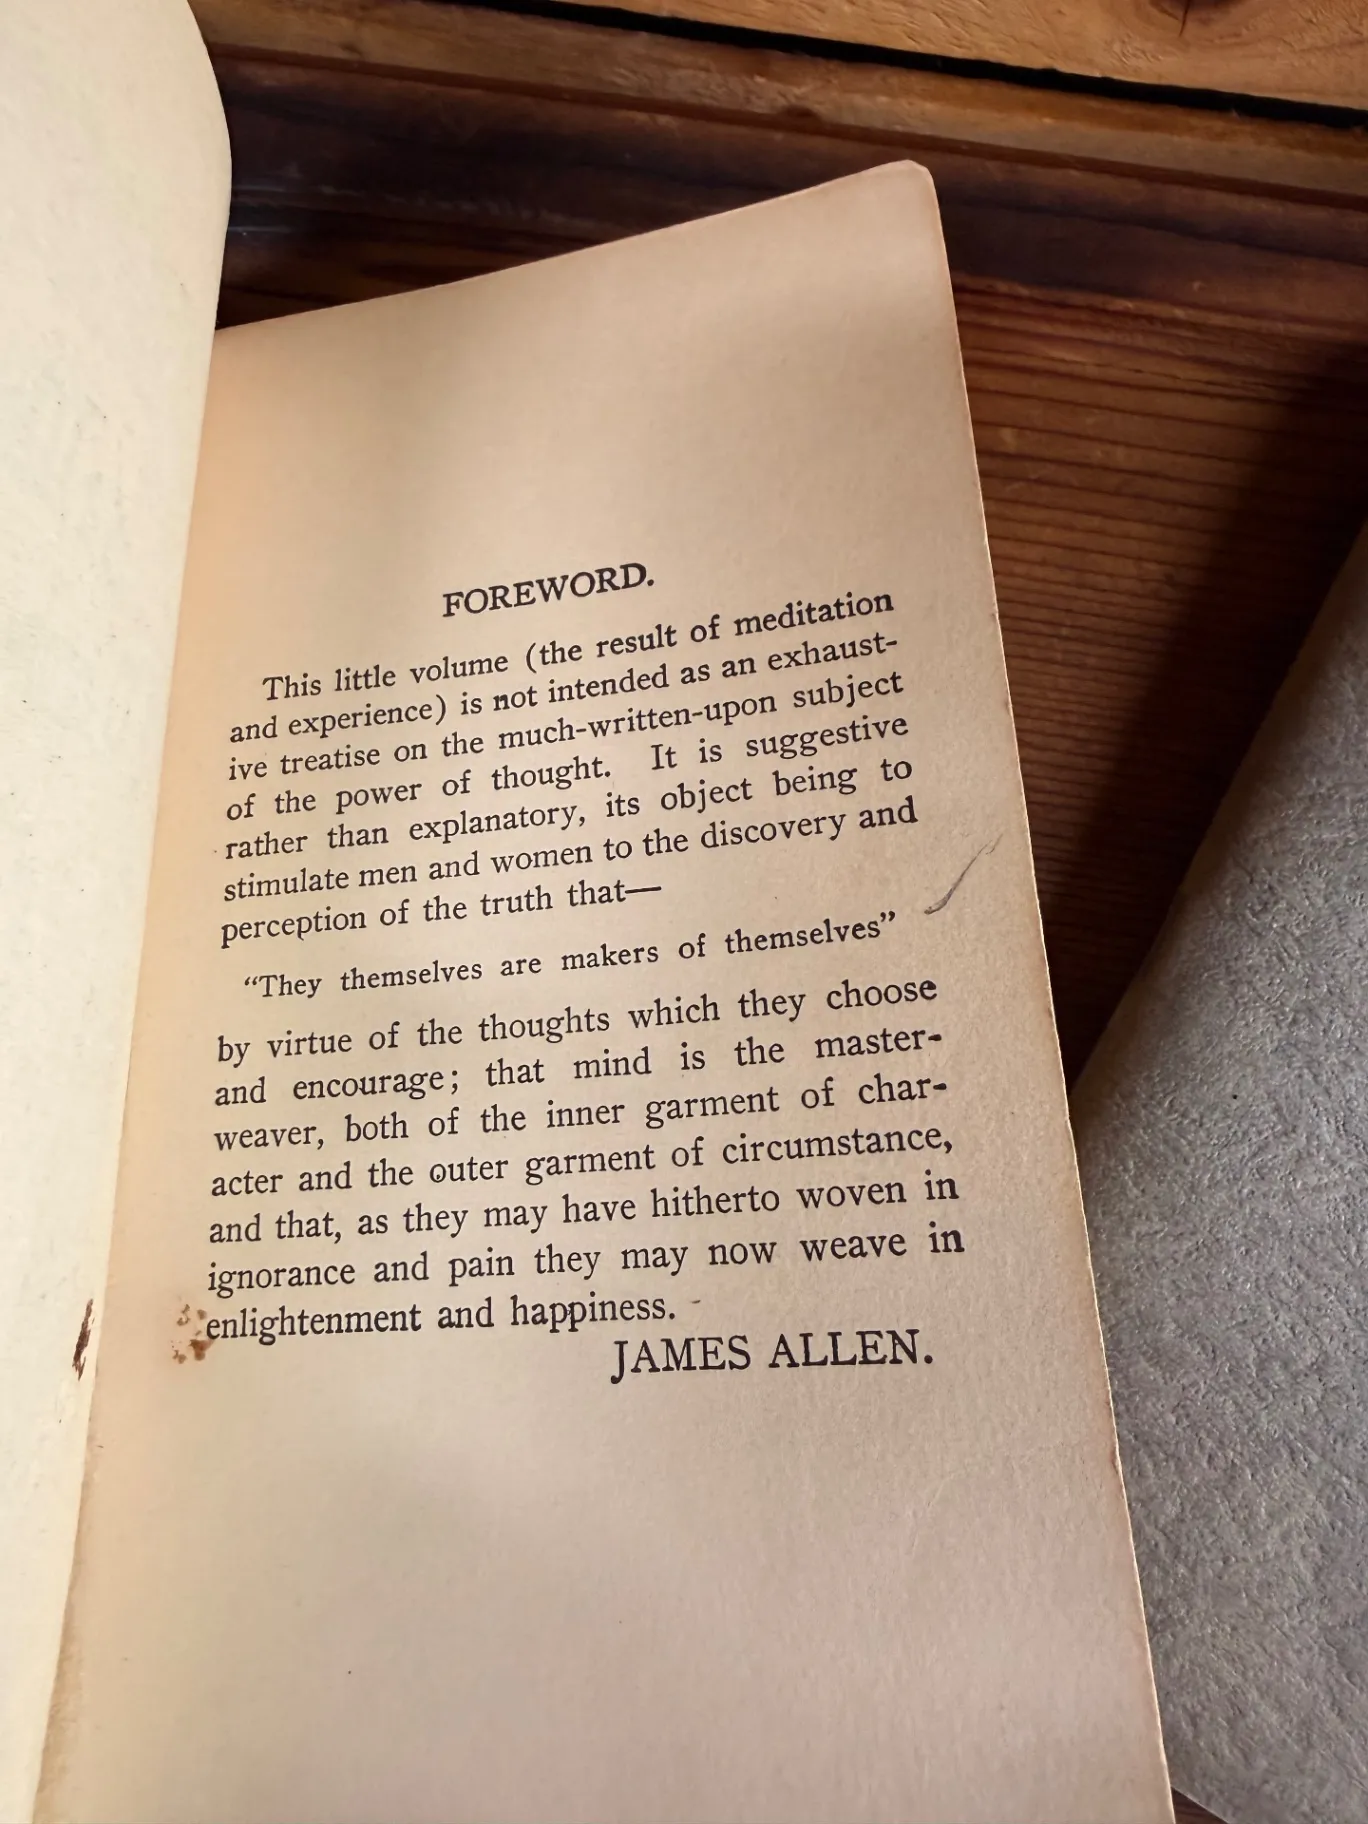 FOREWORD.
This little volume (the result of meditation
and experience) is not intended as an exhaust-
ive treatise on the much-written-upon subject
of the power of thought. It is suggestive
rather than explanatory, its object being to
stimulate men and women to the discovery and
perception of the truth that—
“They themselves are makers of themselves”
by virtue of the thoughts which they choose
and encourage; that mind is the master-
weaver, both of the inner garment of char-
acter and the outer garment of circumstance,
and that, as they may have hitherto woven in
ignorance and pain they may now weave in
enlightenment and happiness.
JAMES ALLEN.